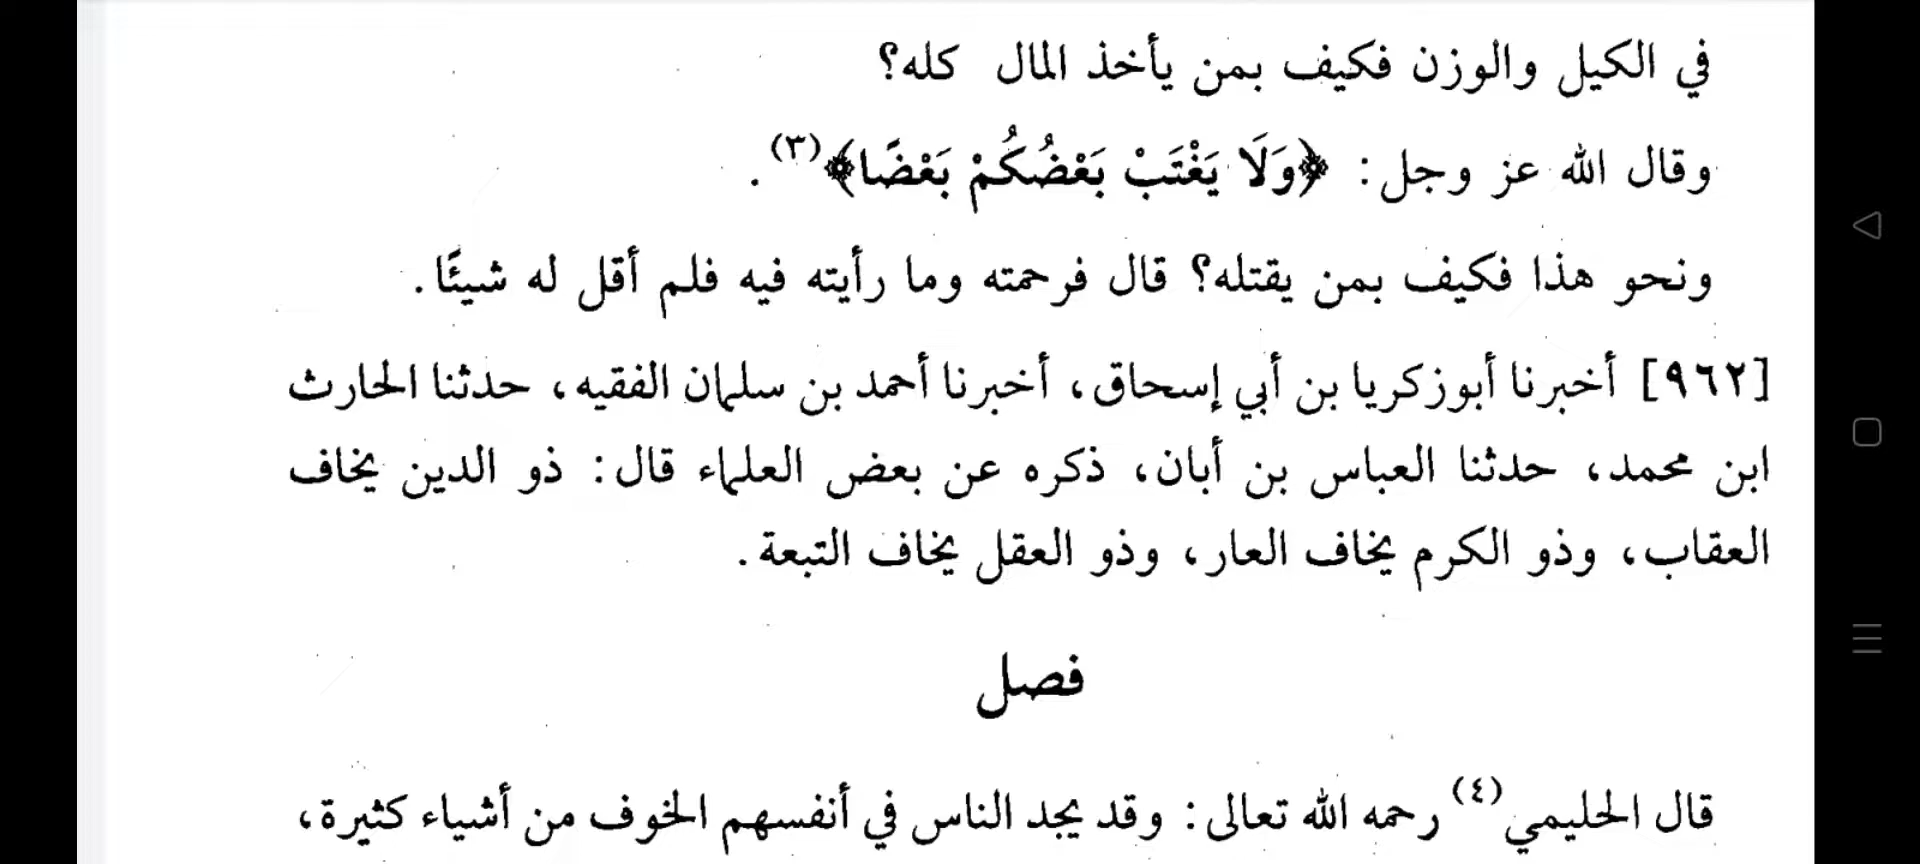 في الكيل والوزن فكيف بمن يأخذ المال كله؟
وقال الله عز وجل: ﴿وَلَا يَغْتَبْ بَعْضُكُمْ بَعْضًا﴾(٣).
ونحو هذا فكيف بمن يقتله؟ قال فرحمته وما رأيته فيه فلم أقل له شيئًا.
[٩٦٢] أخبرنا أبوزكريا بن أبي إسحاق، أخبرنا أحمد بن سلمان الفقيه، حدثنا الحارث
ابن محمد، حدثنا العباس بن أبان، ذكره عن بعض العلماء قال: ذو الدين يخاف
العقاب، وذو الكرم يخاف العار، وذو العقل يخاف التبعة.
فصل
قال الحليمي(٤) رحمه الله تعالى: وقد يجد الناس في أنفسهم الخوف من أشياء كثيرة،